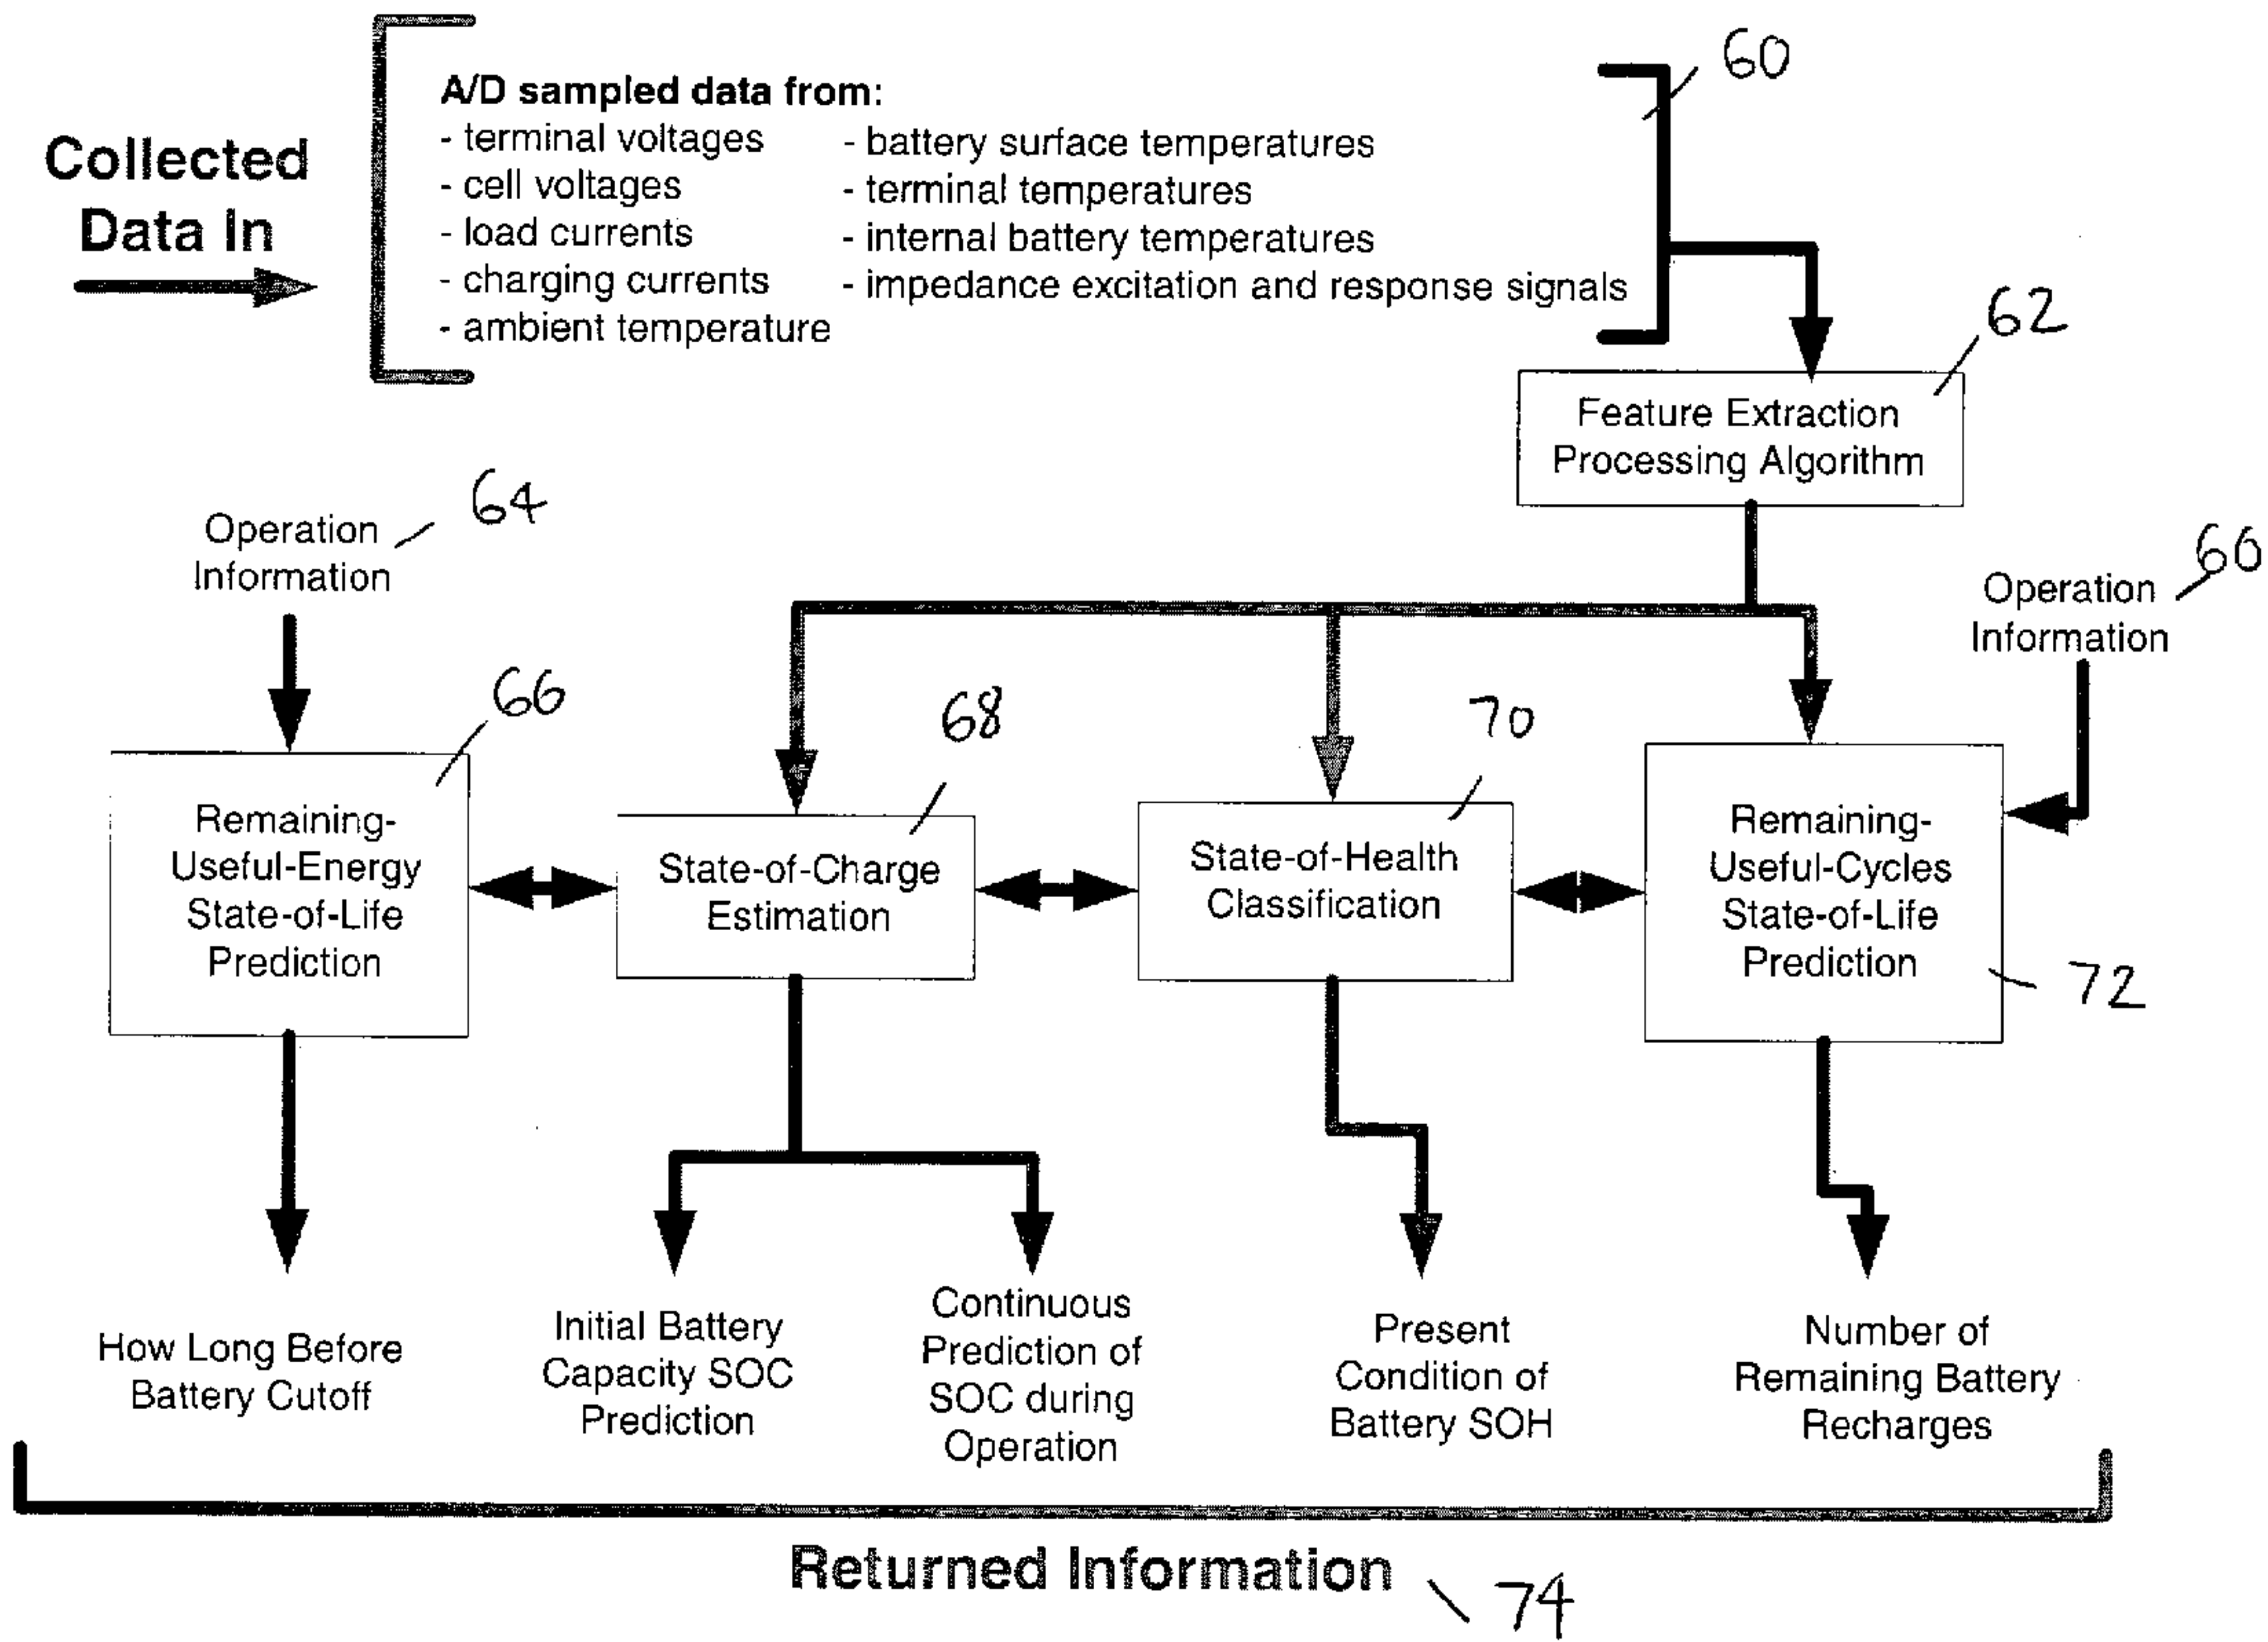 60
A/D sampled data from:
Collected
Data In
- terminal voltages
- cell voltages
- load currents
- charging currents
- ambient temperature
- battery surface temperatures
- terminal temperatures
- internal battery temperatures
- impedance excitation and response signals
62
Feature Extraction
Processing Algorithm
64
Operation
Information
60
Operation
Information
66
Remaining-
Useful-Energy
State-of-Life
Prediction
68
State-of-Charge
Estimation
70
State-of-Health
Classification
Remaining-
Useful-Cycles
State-of-Life
Prediction
72
How Long Before
Battery Cutoff
Initial Battery
Capacity SOC
Prediction
Continuous
Prediction of
SOC during
Operation
Present
Condition of
Battery SOH
Number of
Remaining Battery
Recharges
Returned Information
74